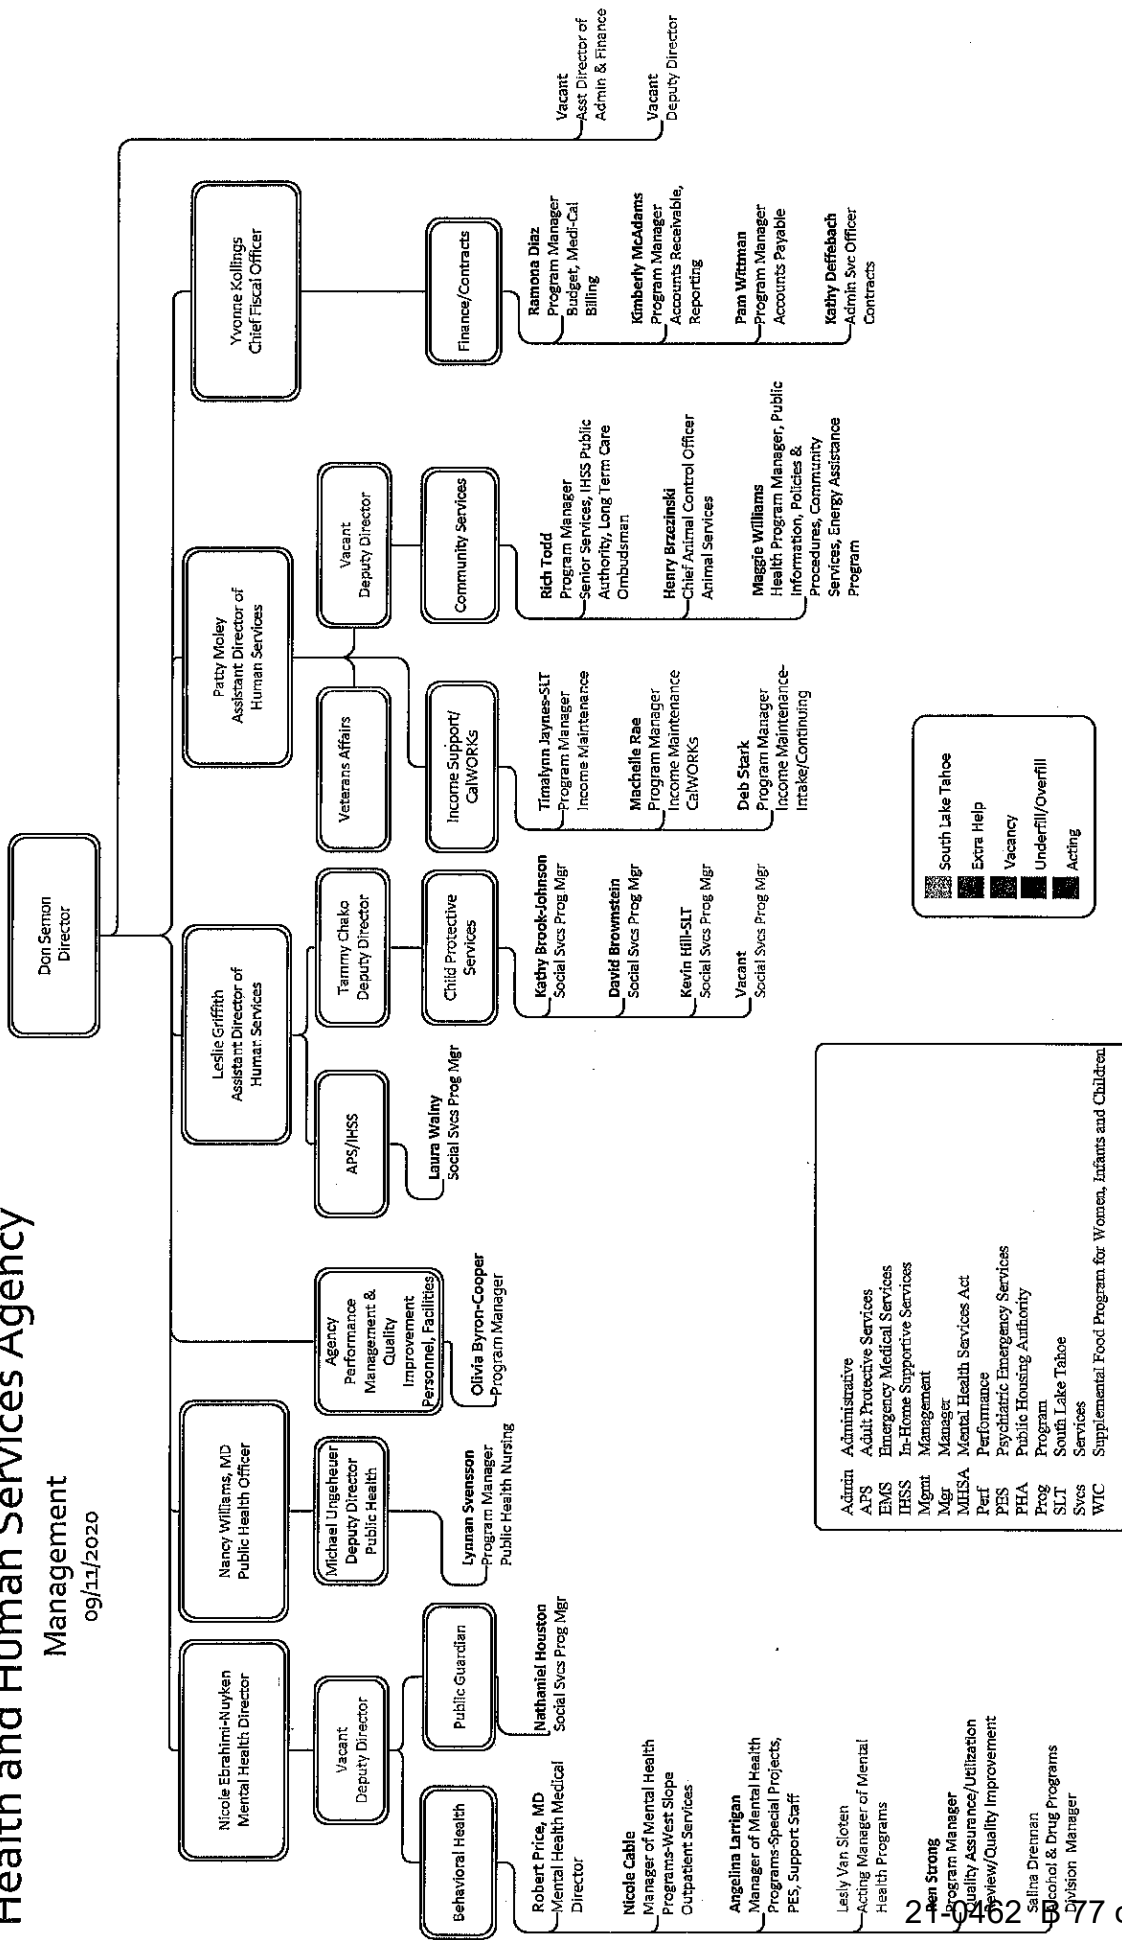 Health and Human Services Agency
Management
09/11/2020
Don Semon
Director
Nicole Ebrahimi-Nuyken
Mental Health Director
Vacant
Deputy Director
Behavioral Health
Robert Price, MD
Mental Health Medical
Director
Nicole Cable
Manager of Mental Health
Programs-West Slope
Outpatient Services
Angelina Larrigan
Manager of Mental Health
Programs-Special Projects,
PES, Support Staff
Lesly Van Sloten
Acting Manager of Mental
Health Programs
Ren Strong
Program Manager
Quality Assurance/Utilization
Review/Quality Improvement
Salina Drennan
Alcohol & Drug Programs
Division Manager
Public Guardian
Nathaniel Houston
Social Svcs Prog Mgr
Nancy Williams, MD
Public Health Officer
Michael Ungeheuer
Deputy Director
Public Health
Lynnan Svensson
Program Manager
Public Health Nursing
Agency
Performance
Management &
Quality
Improvement
Personnel, Facilities
Olivia Byron-Cooper
Program Manager
Leslie Griffith
Assistant Director of
Human Services
APS/IHSS
Laura Walny
Social Svcs Prog Mgr
Tammy Chako
Deputy Director
Child Protective
Services
Kathy Brook-Johnson
Social Svcs Prog Mgr
David Brownstein
Social Svcs Prog Mgr
Kevin Hill-SLT
Social Svcs Prog Mgr
Vacant
Social Svcs Prog Mgr
Patty Moley
Assistant Director of
Human Services
Veterans Affairs
Income Support/
CalWORKs
Timalynn Jaynes-SLT
Program Manager
Income Maintenance
Machelle Rae
Program Manager
Income Maintenance
CalWORKs
Deb Stark
Program Manager
Income Maintenance-
Intake/Continuing
Vacant
Deputy Director
Community Services
Rich Todd
Program Manager
Senior Services, IHSS Public
Authority, Long Term Care
Ombudsman
Henry Brzezinski
Chief Animal Control Officer
Animal Services
Maggie Williams
Health Program Manager, Public
Information, Policies &
Procedures, Community
Services, Energy Assistance
Program
Yvonne Kollings
Chief Fiscal Officer
Finance/Contracts
Ramona Diaz
Program Manager
Budget, Medi-Cal
Billing
Kimberly McAdams
Program Manager
Accounts Receivable,
Reporting
Pam Wittman
Program Manager
Accounts Payable
Kathy Deffebach
Admin Svc Officer
Contracts
Vacant
Asst Director of
Admin & Finance
Vacant
Deputy Director
Admin Administrative
APS Adult Protective Services
EMS Emergency Medical Services
IHSS In-Home Supportive Services
Mgmt Management
Mgr Manager
MHSA Mental Health Services Act
Perf Performance
PES Psychiatric Emergency Services
PHA Public Housing Authority
Prog Program
SLT South Lake Tahoe
Svcs Services
WIC Supplemental Food Program for Women, Infants and Children
South Lake Tahoe
Extra Help
Vacancy
Underfill/Overfill
Acting
21-0462 B 77 o